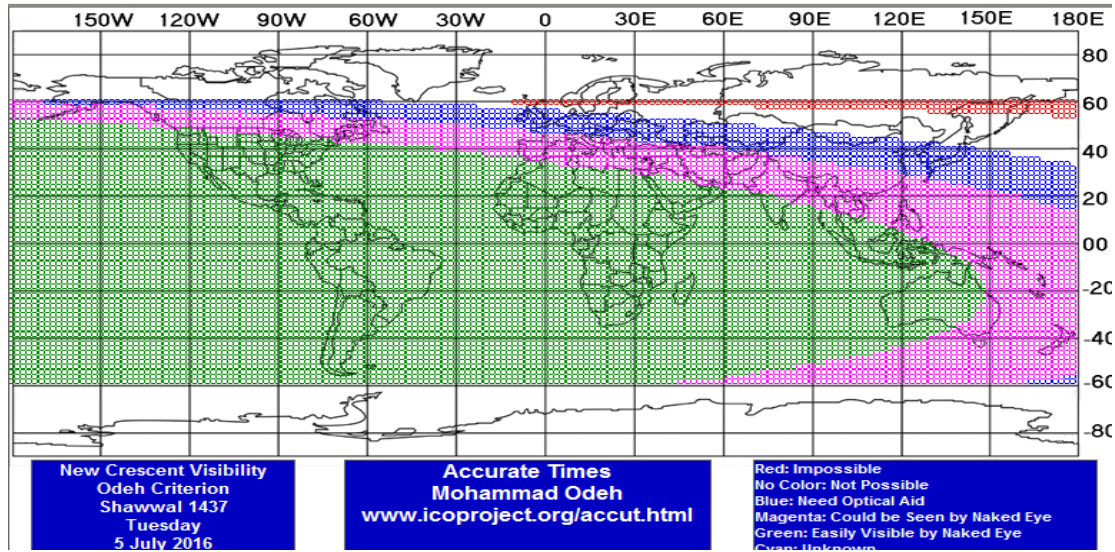 150W 120W 90W 60W 30W 0 30E 60E 90E 120E 150E 180E
80
60
40
20
00
-20
-40
-60
-80
New Crescent Visibility
Odeh Criterion
Shawwal 1437
Tuesday
5 July 2016
Accurate Times
Mohammad Odeh
www.icoproject.org/accut.html
Red: Impossible
No Color: Not Possible
Blue: Need Optical Aid
Magenta: Could be Seen by Naked Eye
Green: Easily Visible by Naked Eye
Cyan: Unknown